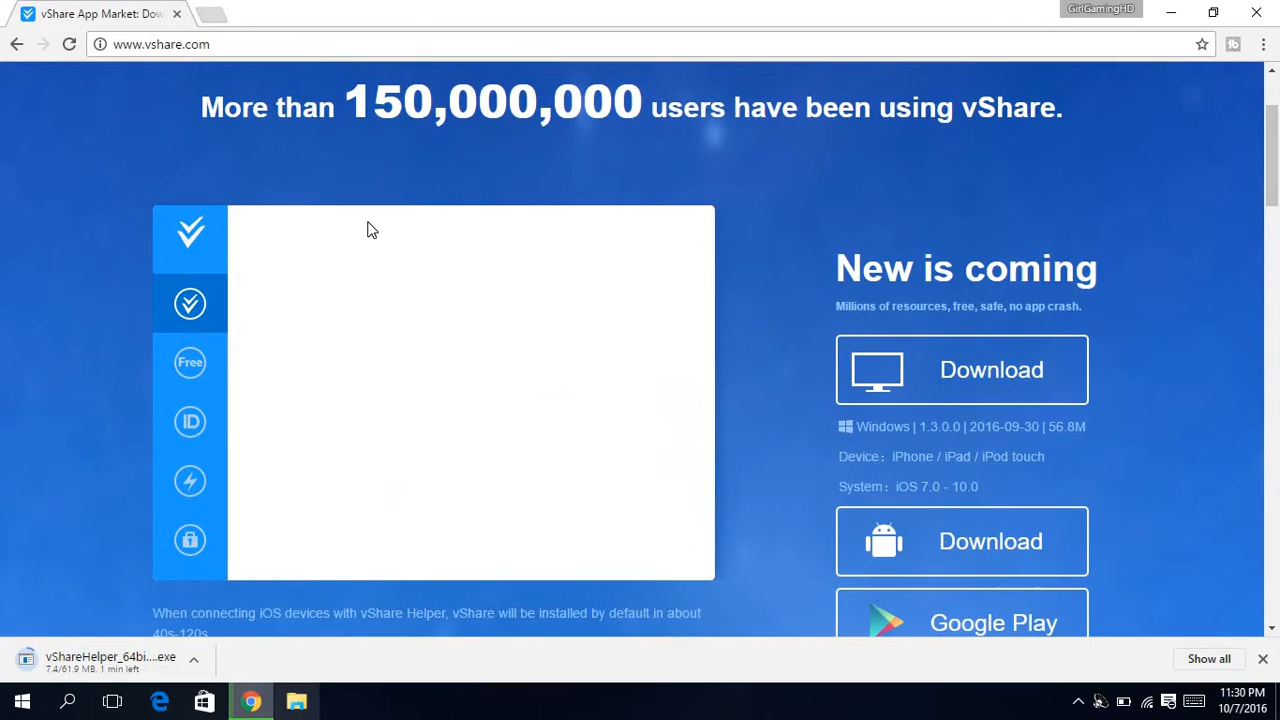 vShare App Market: Dow
GirlGamingHD
www.vshare.com
More than 150,000,000 users have been using vShare.
Free
ID
New is coming
Millions of resources, free, safe, no app crash.
Download
Windows | 1.3.0.0 | 2016-09-30 | 56.8M
Device: iPhone / iPad / iPod touch
System: iOS 7.0 - 10.0
Download
Google Play
When connecting iOS devices with vShare Helper, vShare will be installed by default in about
40s-120s
vShareHelper_64bi....exe
7.4/61.9 MB, 1 min left
Show all
11:30 PM
10/7/2016